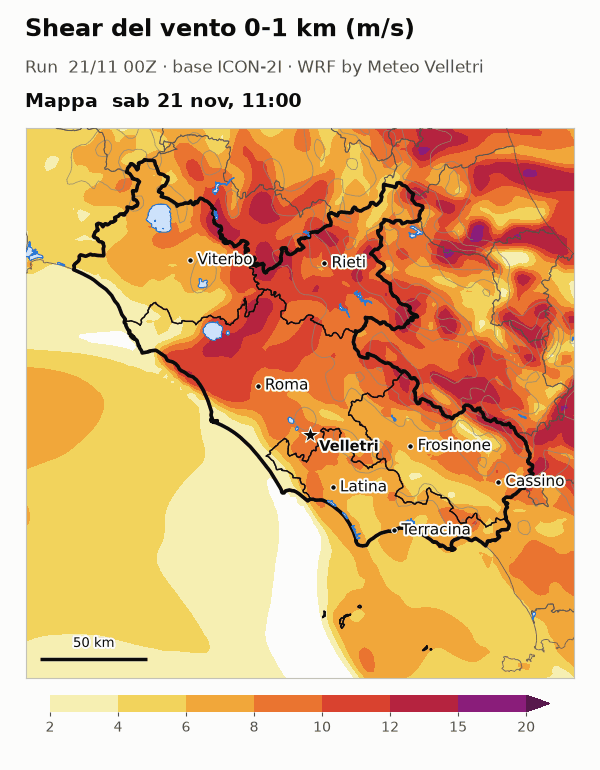 Shear del vento 0-1 km (m/s)
Run  21/11 00Z · base ICON-2I · WRF by Meteo Velletri
Mappa  sab 21 nov, 11:00
Viterbo
Rieti
Roma
Velletri
Frosinone
Cassino
Latina
Terracina
50 km
2 4 6 8 10 12 15 20